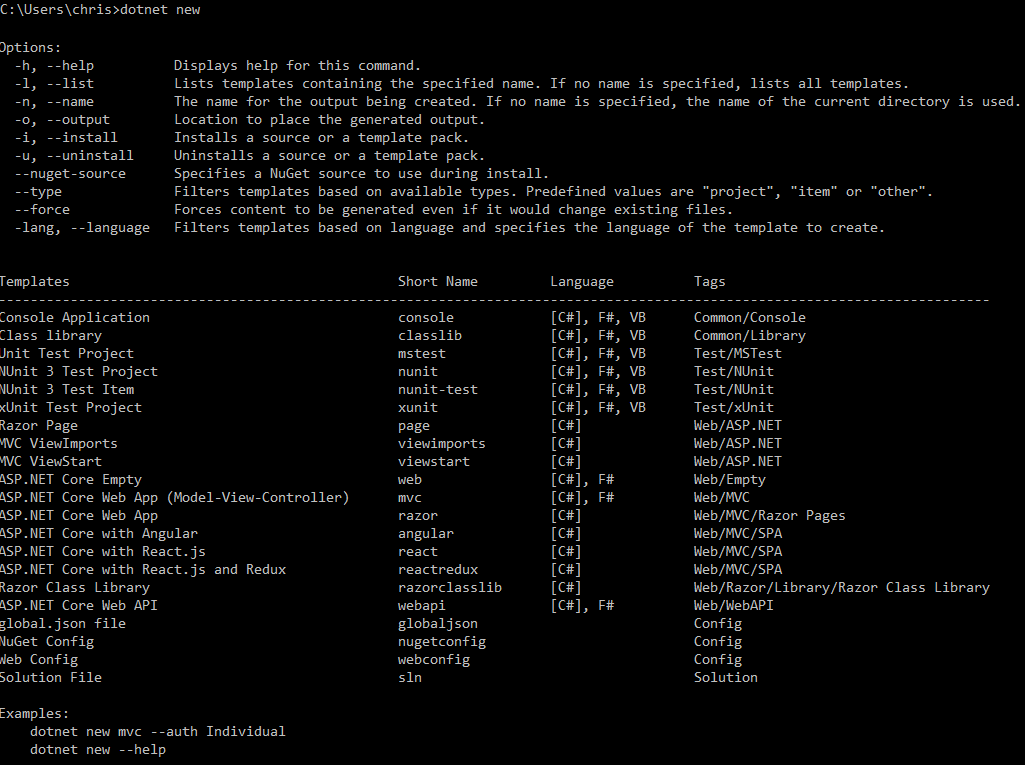 C:\Users\chris>dotnet new
Options:
-h, --help Displays help for this command.
-l, --list Lists templates containing the specified name. If no name is specified, lists all templates.
-n, --name The name for the output being created. If no name is specified, the name of the current directory is used.
-o, --output Location to place the generated output.
-i, --install Installs a source or a template pack.
-u, --uninstall Uninstalls a source or a template pack.
--nuget-source Specifies a NuGet source to use during install.
--type Filters templates based on available types. Predefined values are "project", "item" or "other".
--force Forces content to be generated even if it would change existing files.
-lang, --language Filters templates based on language and specifies the language of the template to create.
Templates Short Name Language Tags
----------------------------------------------------------------------------------------------------------------------------
Console Application console [C#], F#, VB Common/Console
Class library classlib [C#], F#, VB Common/Library
Unit Test Project mstest [C#], F#, VB Test/MSTest
NUnit 3 Test Project nunit [C#], F#, VB Test/NUnit
NUnit 3 Test Item nunit-test [C#], F#, VB Test/NUnit
xUnit Test Project xunit [C#], F#, VB Test/xUnit
Razor Page page [C#] Web/ASP.NET
MVC ViewImports viewimports [C#] Web/ASP.NET
MVC ViewStart viewstart [C#] Web/ASP.NET
ASP.NET Core Empty web [C#], F# Web/Empty
ASP.NET Core Web App (Model-View-Controller) mvc [C#], F# Web/MVC
ASP.NET Core Web App razor [C#] Web/MVC/Razor Pages
ASP.NET Core with Angular angular [C#] Web/MVC/SPA
ASP.NET Core with React.js react [C#] Web/MVC/SPA
ASP.NET Core with React.js and Redux reactredux [C#] Web/MVC/SPA
Razor Class Library razorclasslib [C#] Web/Razor/Library/Razor Class Library
ASP.NET Core Web API webapi [C#], F# Web/WebAPI
global.json file globaljson Config
NuGet Config nugetconfig Config
Web Config webconfig Config
Solution File sln Solution
Examples:
dotnet new mvc --auth Individual
dotnet new --help